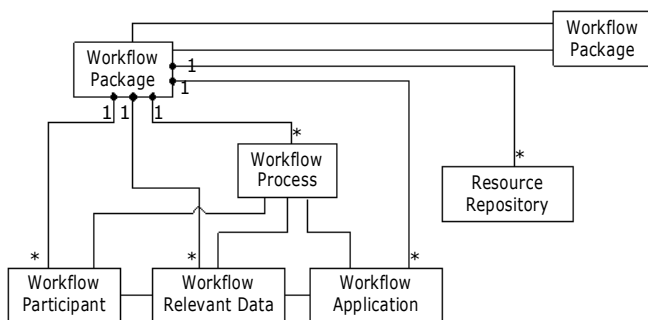 Workflow
Package
Workflow
Package
1
1
1
1
1
*
*
Workflow
Process
Resource
Repository
*
*
*
Workflow
Participant
Workflow
Relevant Data
Workflow
Application